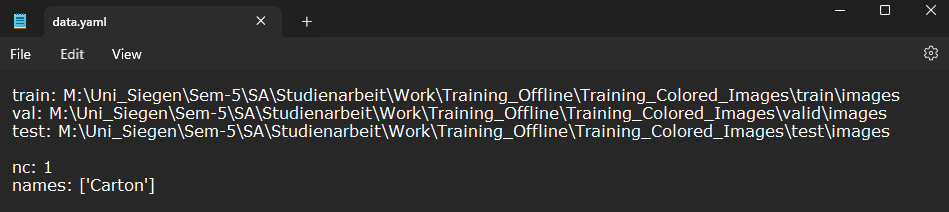 data.yaml
File Edit View
train: M:\Uni_Siegen\Sem-5\SA\Studienarbeit\Work\Training_Offline\Training_Colored_Images\train\images
val: M:\Uni_Siegen\Sem-5\SA\Studienarbeit\Work\Training_Offline\Training_Colored_Images\valid\images
test: M:\Uni_Siegen\Sem-5\SA\Studienarbeit\Work\Training_Offline\Training_Colored_Images\test\images
nc: 1
names: ['Carton']